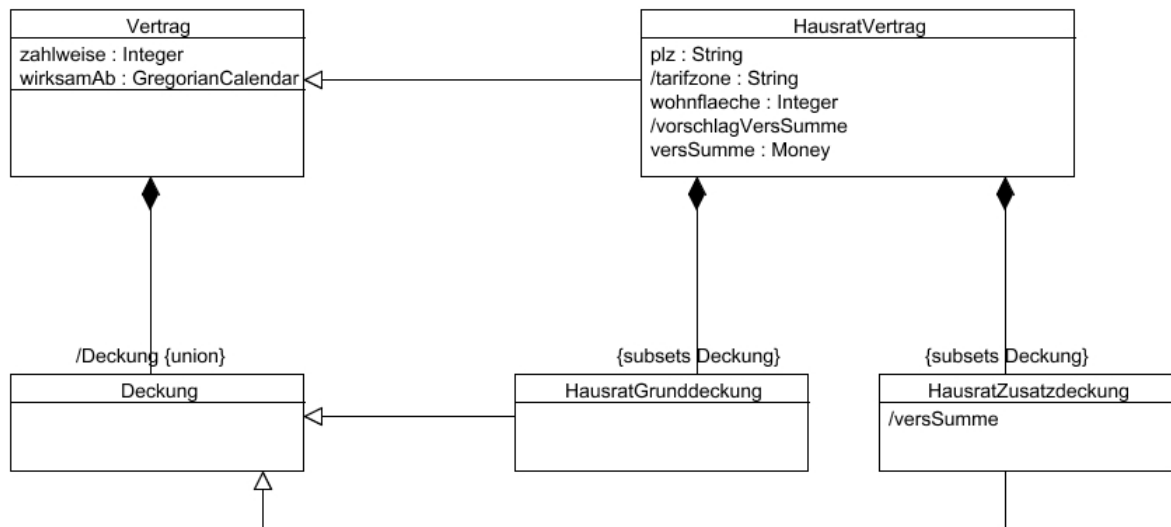 Vertrag
zahlweise : Integer
wirksamAb : GregorianCalendar
HausratVertrag
plz : String
/tarifzone : String
wohnflaeche : Integer
/vorschlagVersSumme
versSumme : Money
/Deckung {union}
{subsets Deckung}
{subsets Deckung}
Deckung
HausratGrunddeckung
HausratZusatzdeckung
/versSumme